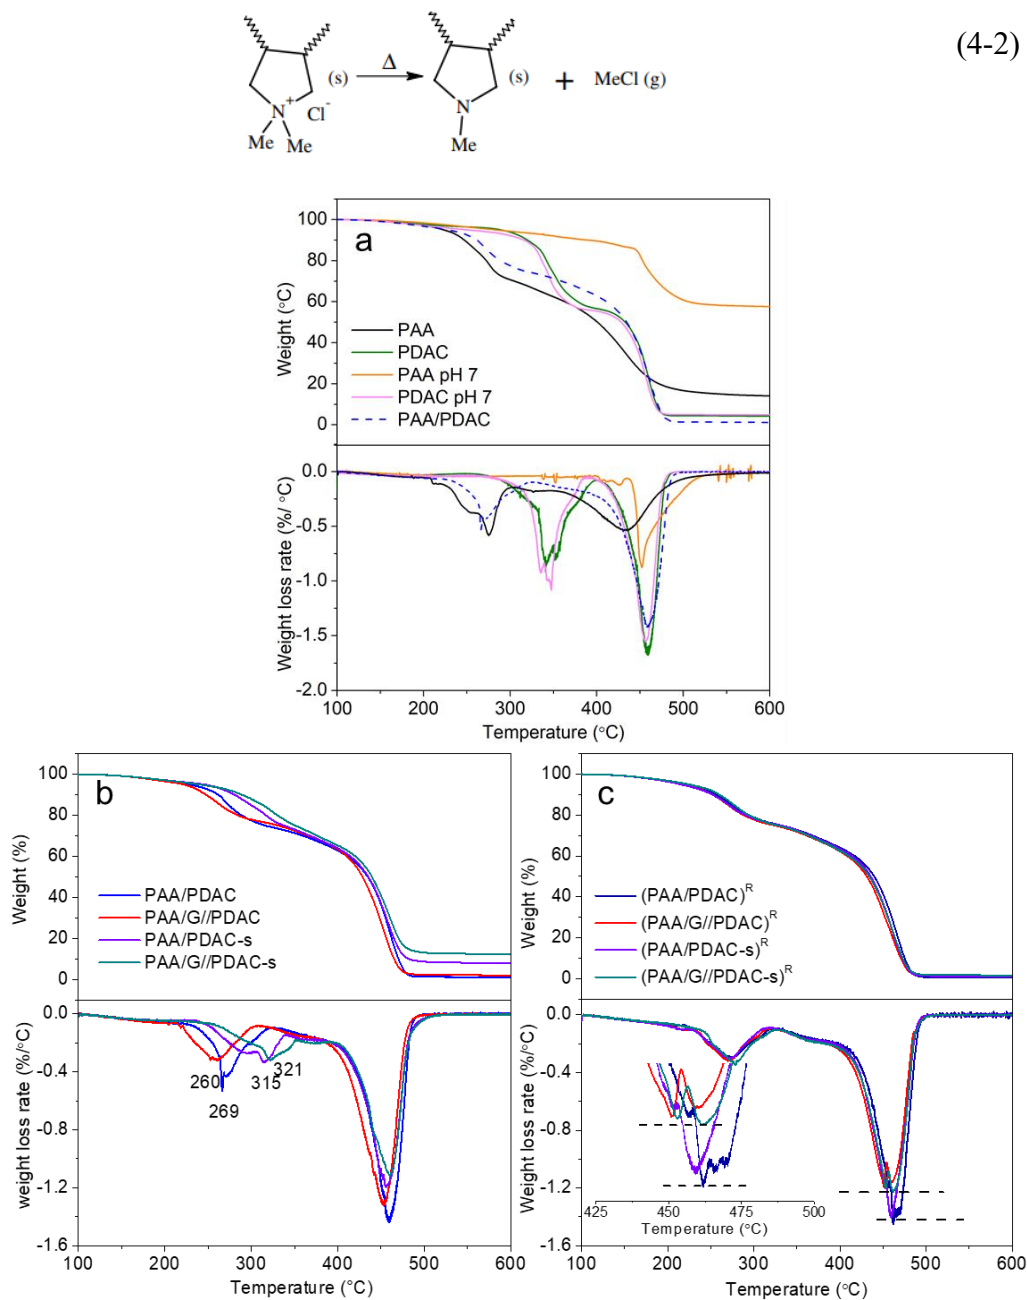 (4-2)
(s)
Δ
(s)
+
MeCl (g)
N
+
Cl
-
N
Me
Me
Me
a
100
80
60
40
20
0
Weight (°C)
PAA
PDAC
PAA pH 7
PDAC pH 7
PAA/PDAC
0.0
-0.5
-1.0
-1.5
-2.0
Weight loss rate (%/ °C)
100 200 300 400 500 600
Temperature (°C)
b
100
80
60
40
20
0
Weight (%)
PAA/PDAC
PAA/G//PDAC
PAA/PDAC-s
PAA/G//PDAC-s
0.0
-0.4
-0.8
-1.2
-1.6
weight loss rate (%/°C)
260
269
315
321
100 200 300 400 500 600
Temperature (°C)
c
100
80
60
40
20
0
Weight (%)
(PAA/PDAC)R
(PAA/G//PDAC)R
(PAA/PDAC-s)R
(PAA/G//PDAC-s)R
0.0
-0.4
-0.8
-1.2
-1.6
Weight loss rate (%/°C)
425 450 475 500
Temperature (°C)
100 200 300 400 500 600
Temperature (°C)